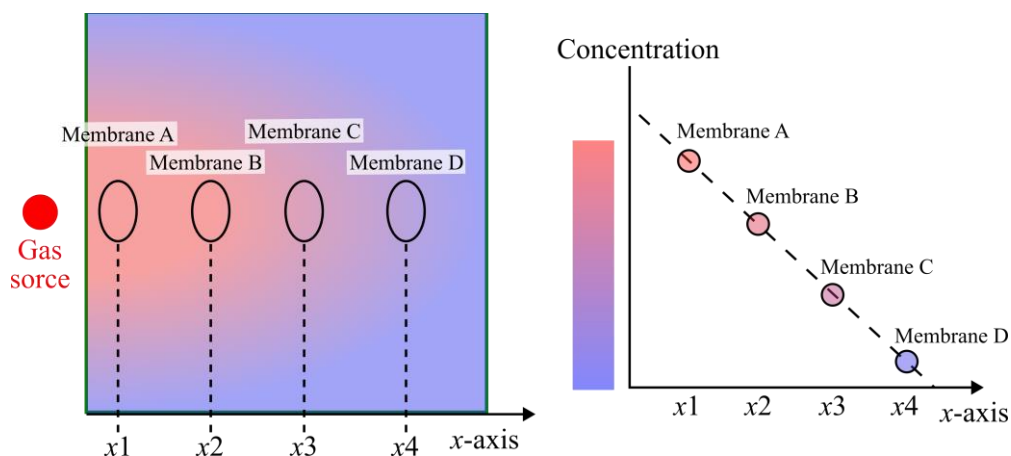 Membrane A
Membrane B
Membrane C
Membrane D
Gas
sorce
x1
x2
x3
x4
x-axis
Concentration
Membrane A
Membrane B
Membrane C
Membrane D
x1
x2
x3
x4
x-axis